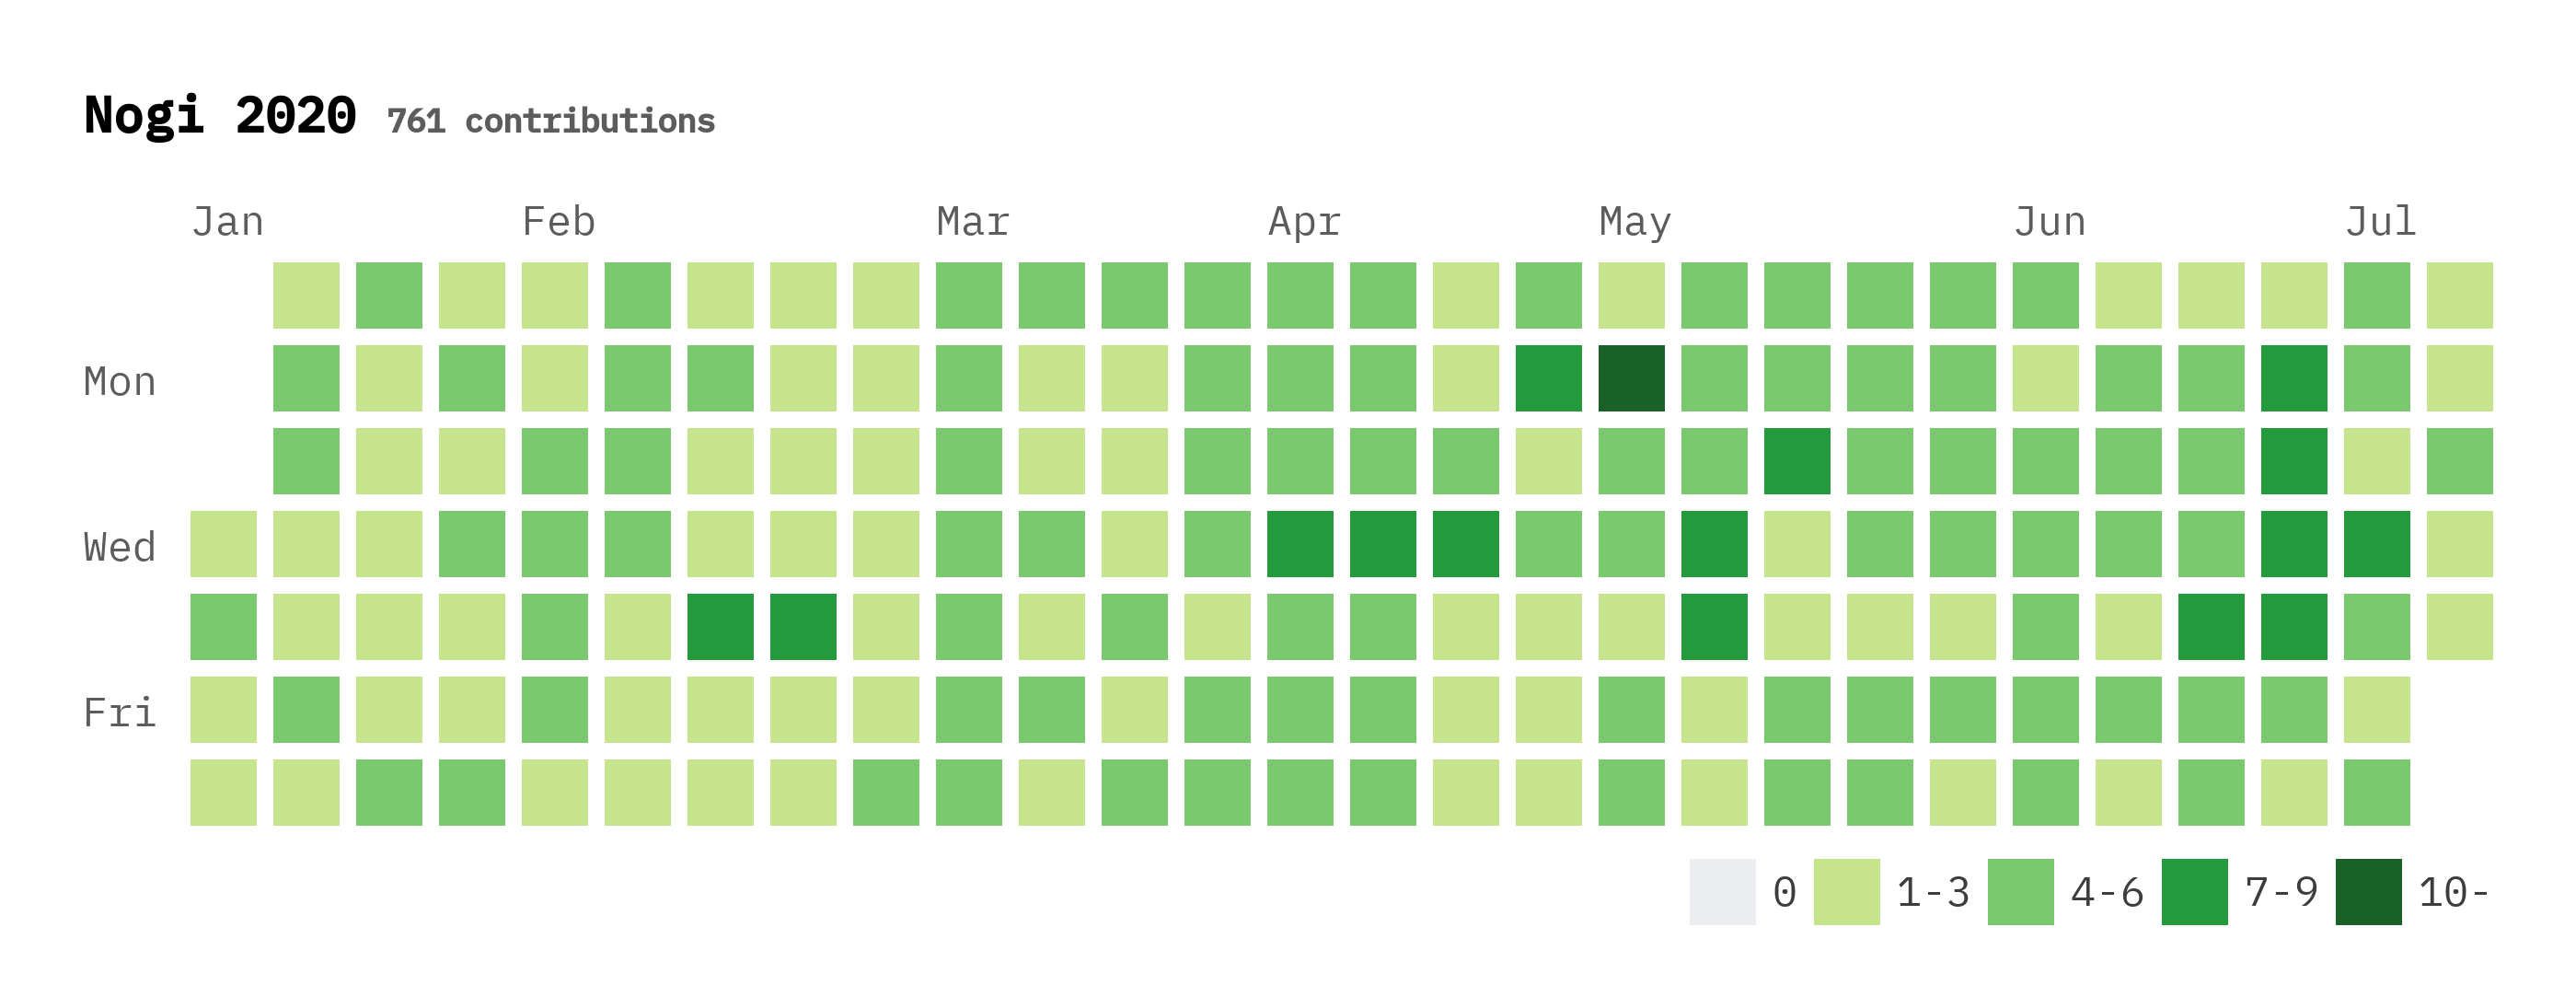 Nogi 2020 761 contributions
Jan Feb Mar Apr May Jun Jul
Mon
Wed
Fri
0 1-3 4-6 7-9 10-